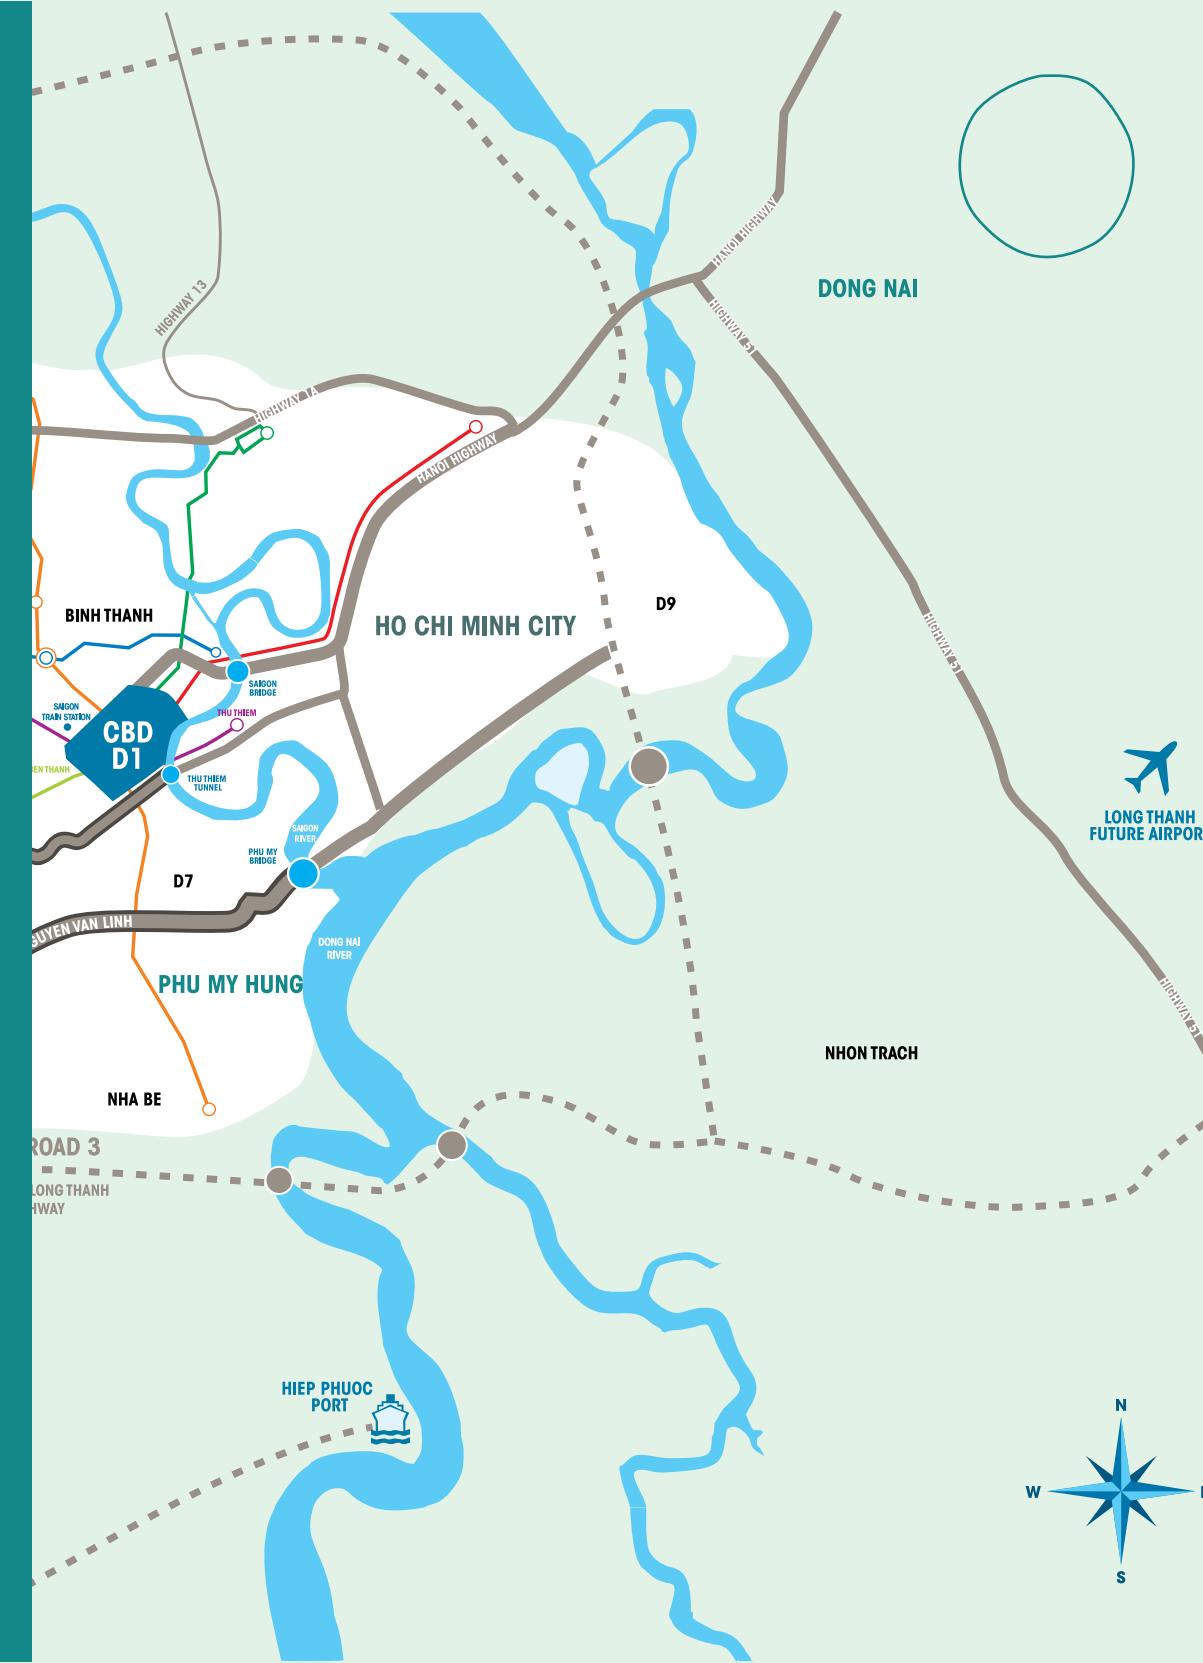 HANOI HIGHWAY
DONG NAI
HIGHWAY 13
HIGHWAY 51
HIGHWAY 1A
HANOI HIGHWAY
BINH THANH
D9
HO CHI MINH CITY
HIGHWAY 51
SAIGON
BRIDGE
SAIGON
TRAIN STATION
THU THIEM
CBD
D1
BEN THANH
THU THIEM
TUNNEL
LONG THANH
FUTURE AIRPOR
SAIGON
RIVER
PHU MY
BRIDGE
D7
GUYEN VAN LINH
DONG NAI
RIVER
PHU MY HUNG
HIGHWAY 51
NHON TRACH
NHA BE
ROAD 3
LONG THANH
HWAY
HIEP PHUOC
PORT
N
W
S